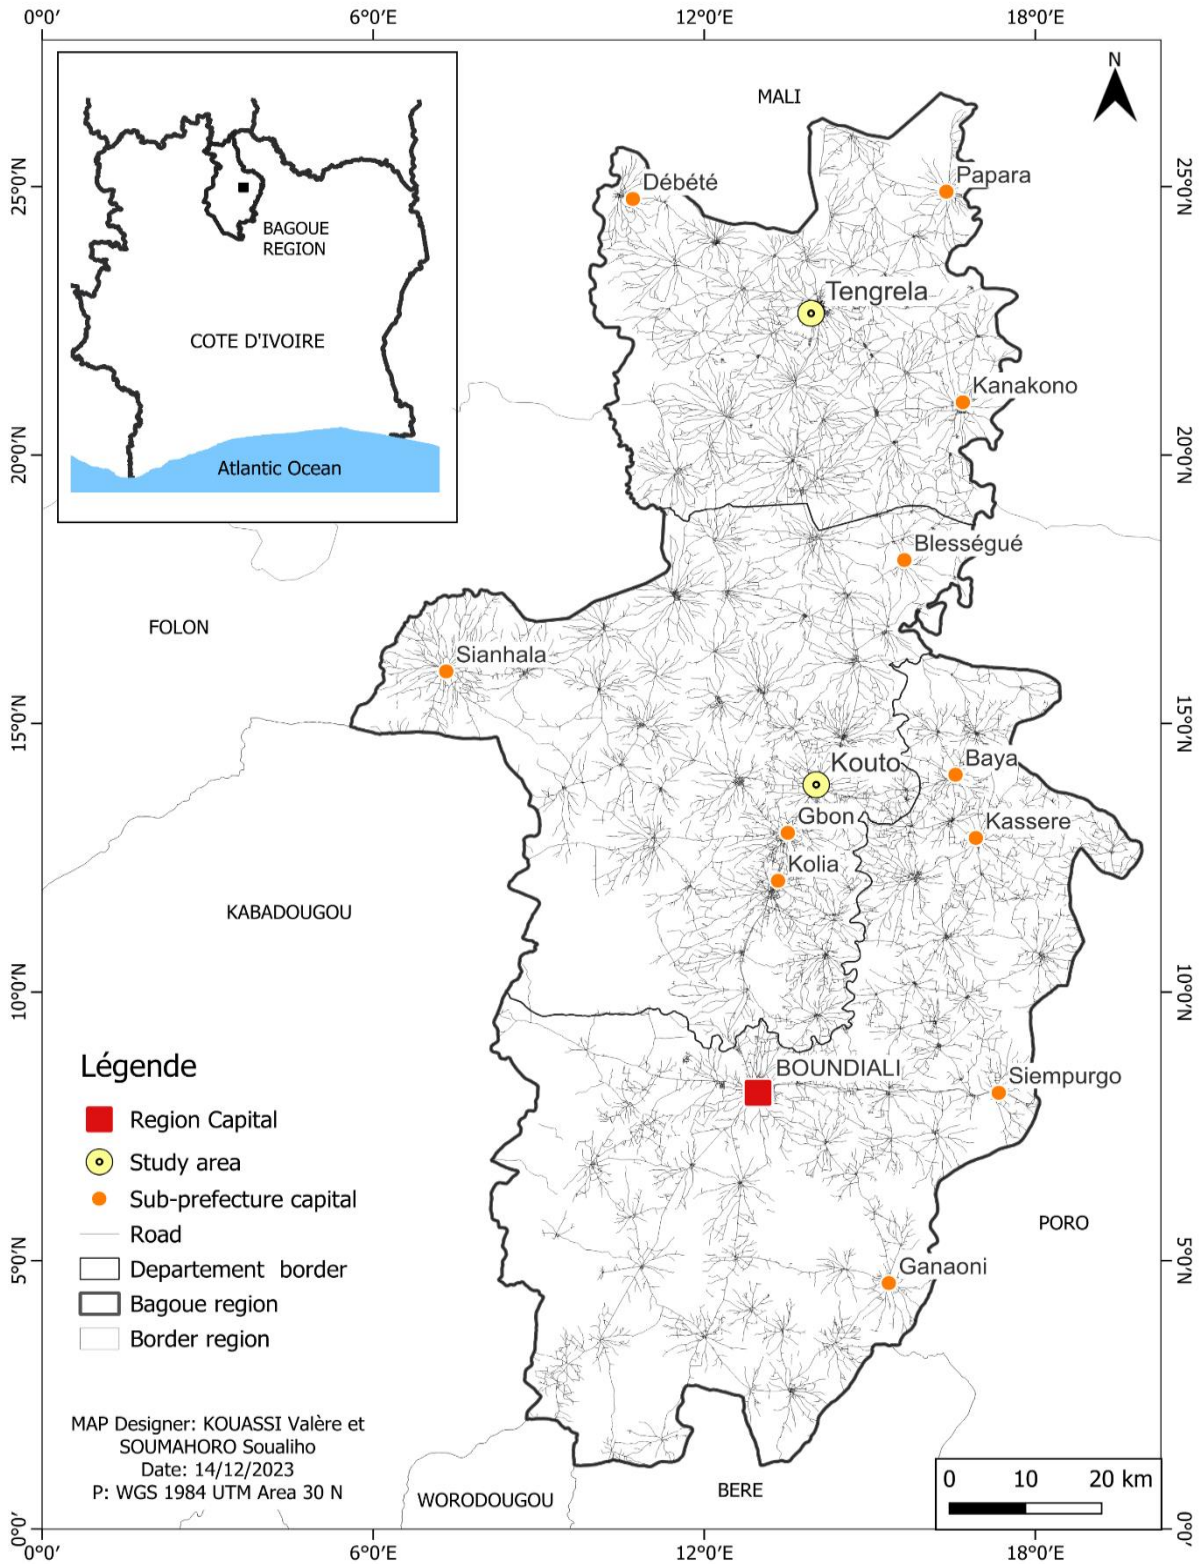 0°0′
6°0′E
12°0′E
18°0′E
N
MALI
Débété
Papara
25°0′N
25°0′N
BAGOUE
REGION
Tengrela
COTE D'IVOIRE
Kanakono
20°0′N
Atlantic Ocean
20°0′N
Blességué
FOLON
Sianhala
15°0′N
15°0′N
Kouto
Baya
Gbon
Kassere
Kolia
KABADOUGOU
10°0′N
10°0′N
Légende
BOUNDIALI
Siempurgo
Region Capital
Study area
Sub-prefecture capital
Road
PORO
5°0′N
5°0′N
Departement border
Ganaoni
Bagoue region
Border region
MAP Designer: KOUASSI Valère et
SOUMAHORO Soualiho
Date: 14/12/2023
P: WGS 1984 UTM Area 30 N
WORODOUGOU
BERE
0 10 20 km
0°0′
0°0′
0°0′
6°0′E
12°0′E
18°0′E